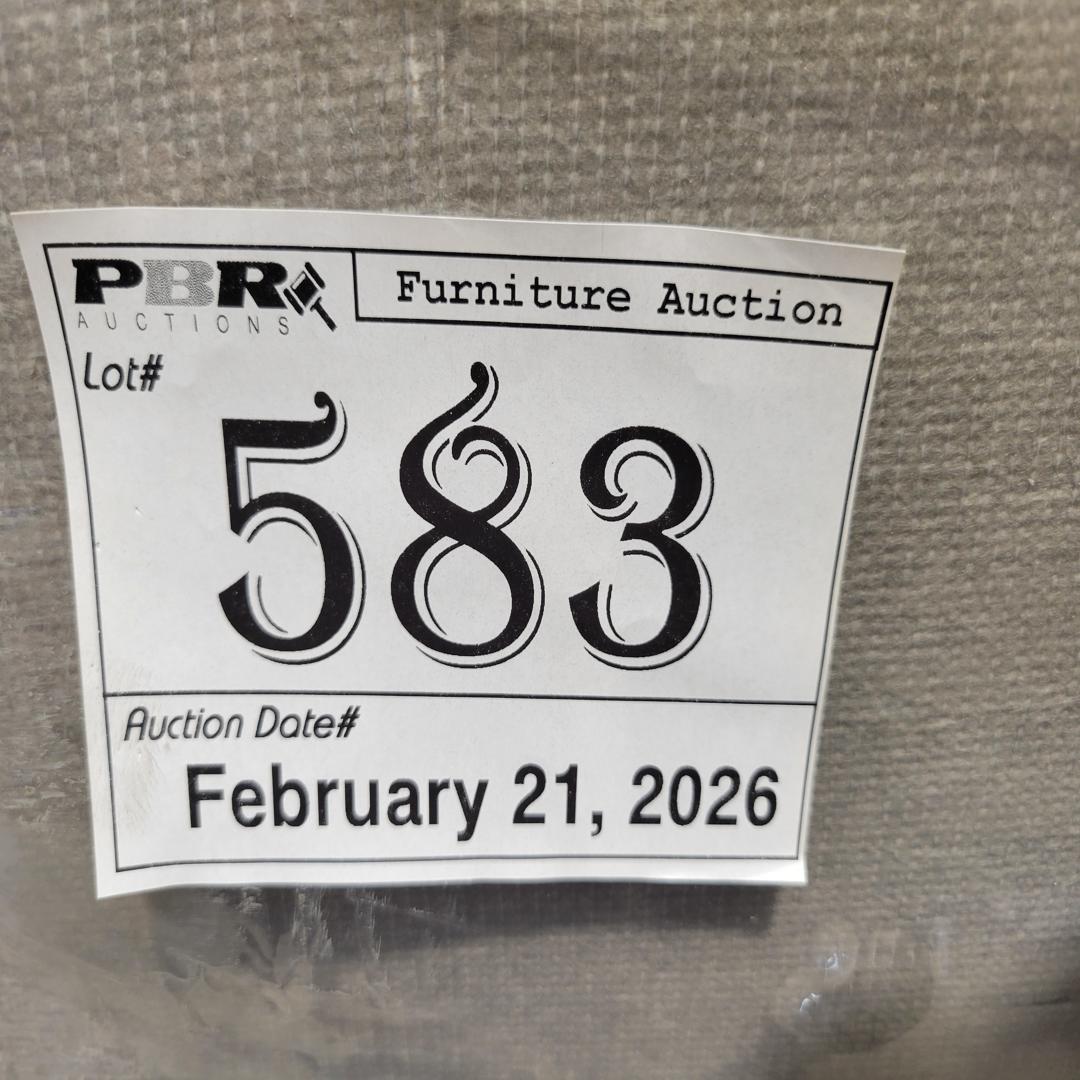 PBR
AUCTIONS
Furniture Auction
Lot#
583
Auction Date#
February 21, 2026